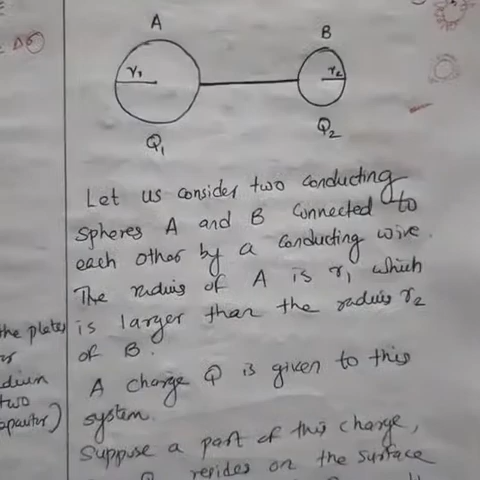 A
B
r₁
r₂
Q₁
Q₂
Let us consider two conducting
spheres A and B connected to
each other by a conducting wire.
The radius of A is r₁ which
is larger than the radius r₂
of B.
A charge Q is given to this
system.
Suppose a part of this charge,
resides on the surface
the plates
two